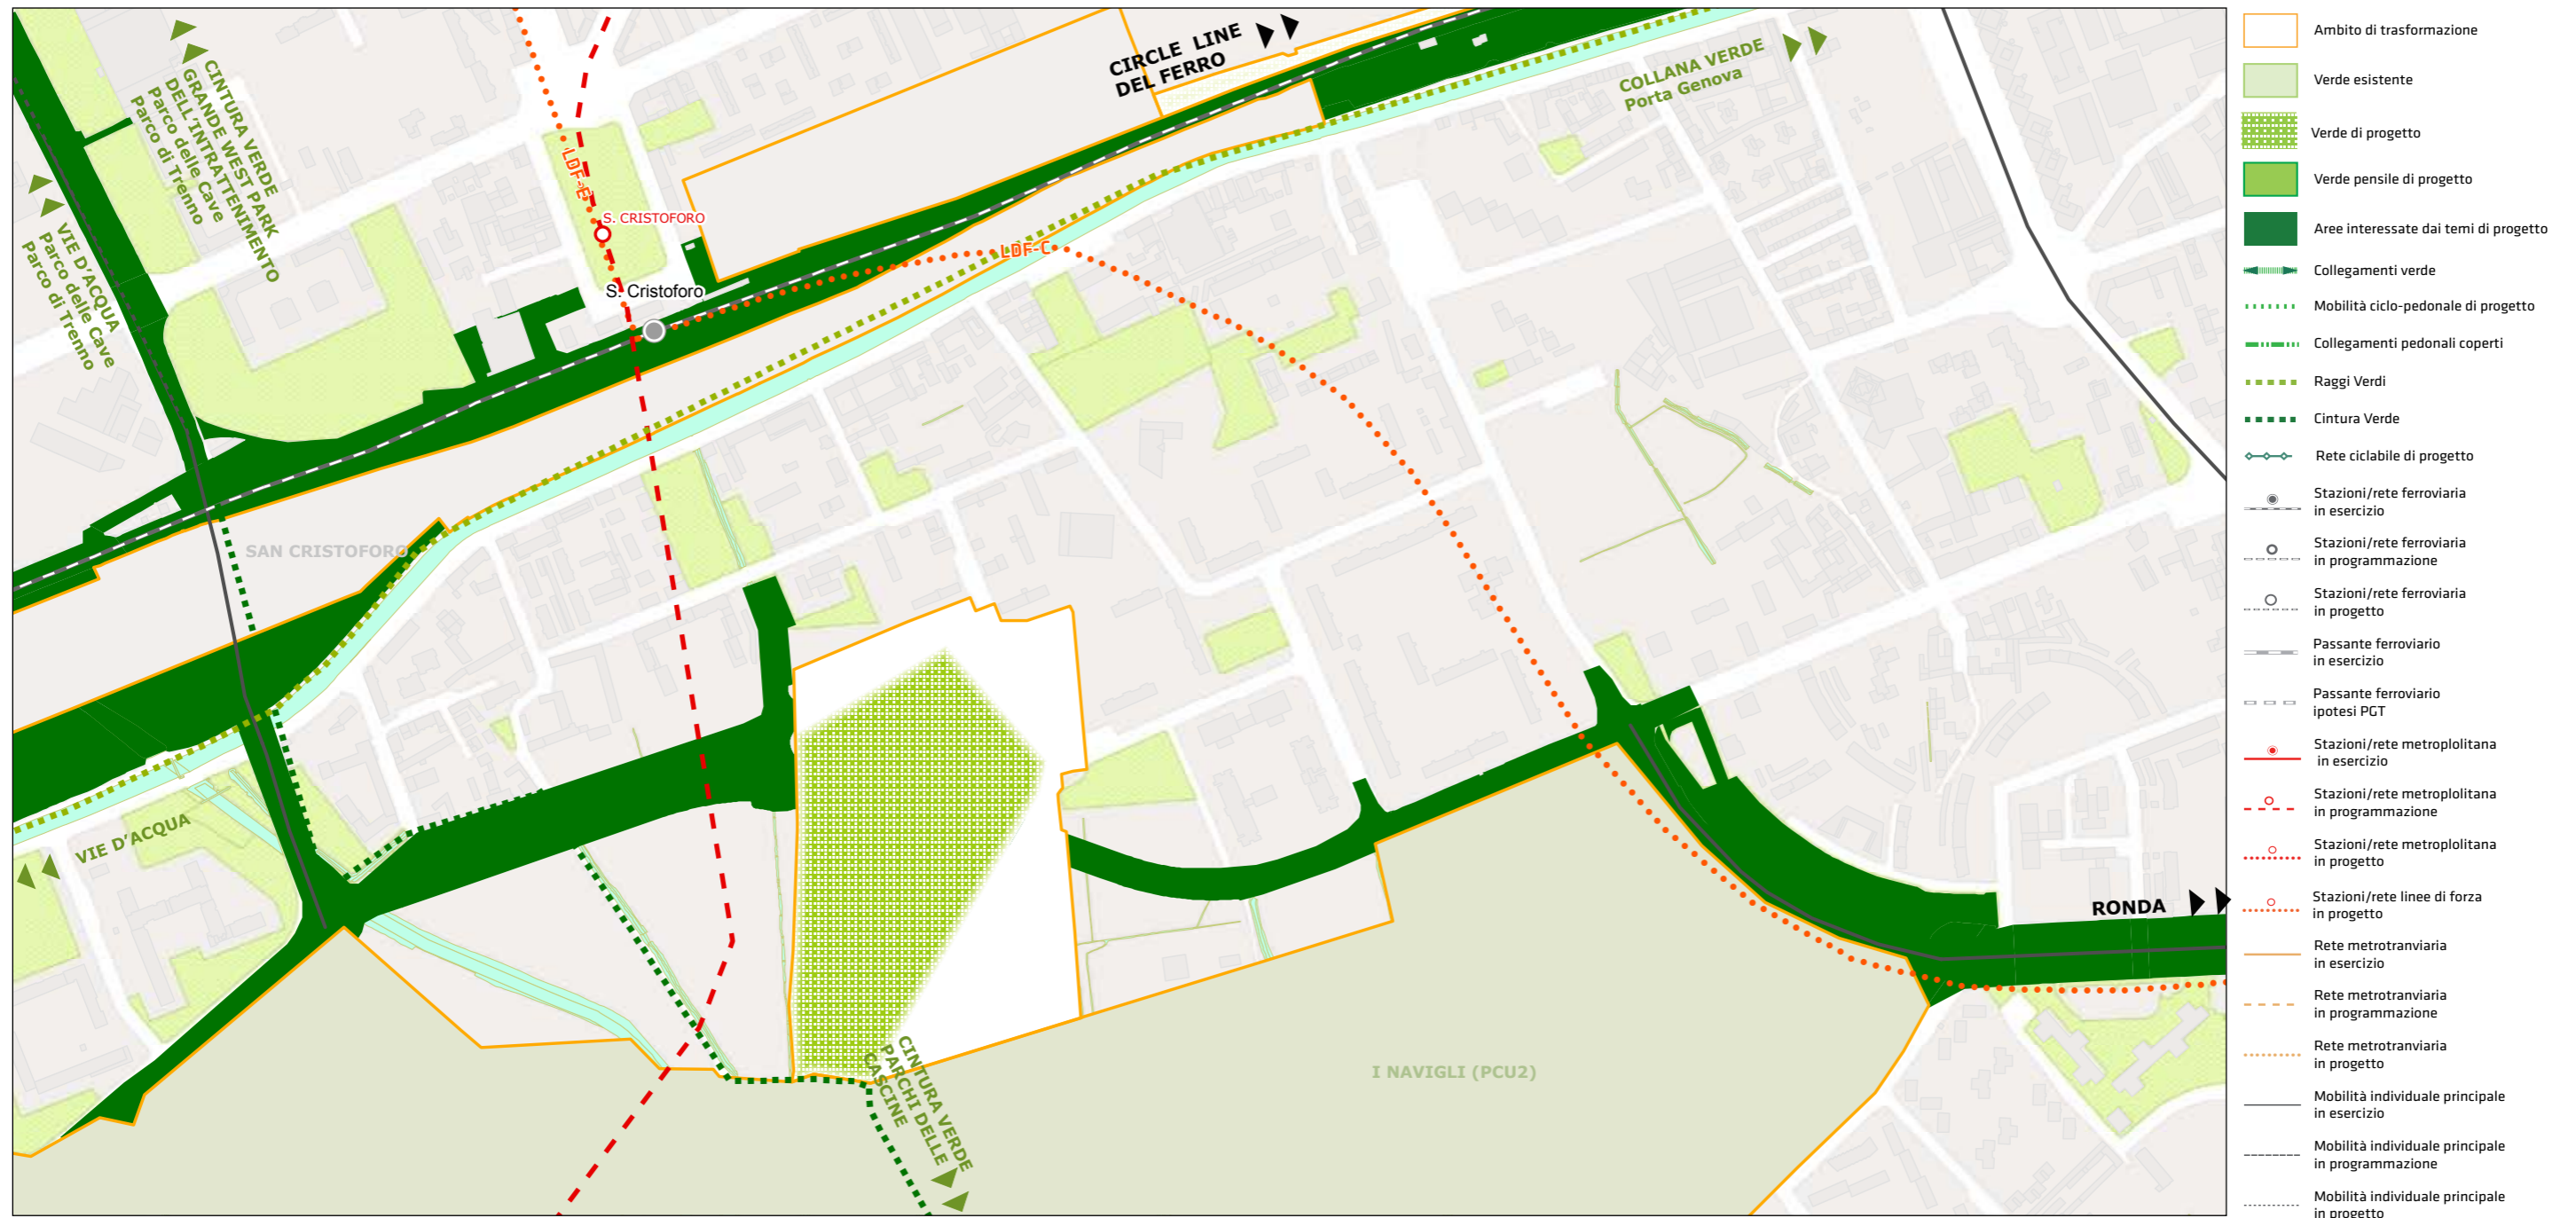 CINTURA VERDE
GRANDE WEST PARK
DELL'INTRATTENIMENTO
Parco delle Cave
Parco di Trenno
VIE D'ACQUA
Parco delle Cave
Parco di Trenno
LDF-E
S. CRISTOFORO
S. Cristoforo
CIRCLE LINE
DEL FERRO
COLLANA VERDE
Porta Genova
LDF-C
SAN CRISTOFORO
VIE D'ACQUA
RONDA
I NAVIGLI (PCU2)
CINTURA VERDE
PARCHI DELLE
CASCINE
Ambito di trasformazione
Verde esistente
Verde di progetto
Verde pensile di progetto
Aree interessate dai temi di progetto
Collegamenti verde
Mobilità ciclo-pedonale di progetto
Collegamenti pedonali coperti
Raggi Verdi
Cintura Verde
Rete ciclabile di progetto
Stazioni/rete ferroviaria
in esercizio
Stazioni/rete ferroviaria
in programmazione
Stazioni/rete ferroviaria
in progetto
Passante ferroviario
in esercizio
Passante ferroviario
ipotesi PGT
Stazioni/rete metroplolitana
in esercizio
Stazioni/rete metroplolitana
in programmazione
Stazioni/rete metroplolitana
in progetto
Stazioni/rete linee di forza
in progetto
Rete metrotranviaria
in esercizio
Rete metrotranviaria
in programmazione
Rete metrotranviaria
in progetto
Mobilità individuale principale
in esercizio
Mobilità individuale principale
in programmazione
Mobilità individuale principale
in progetto